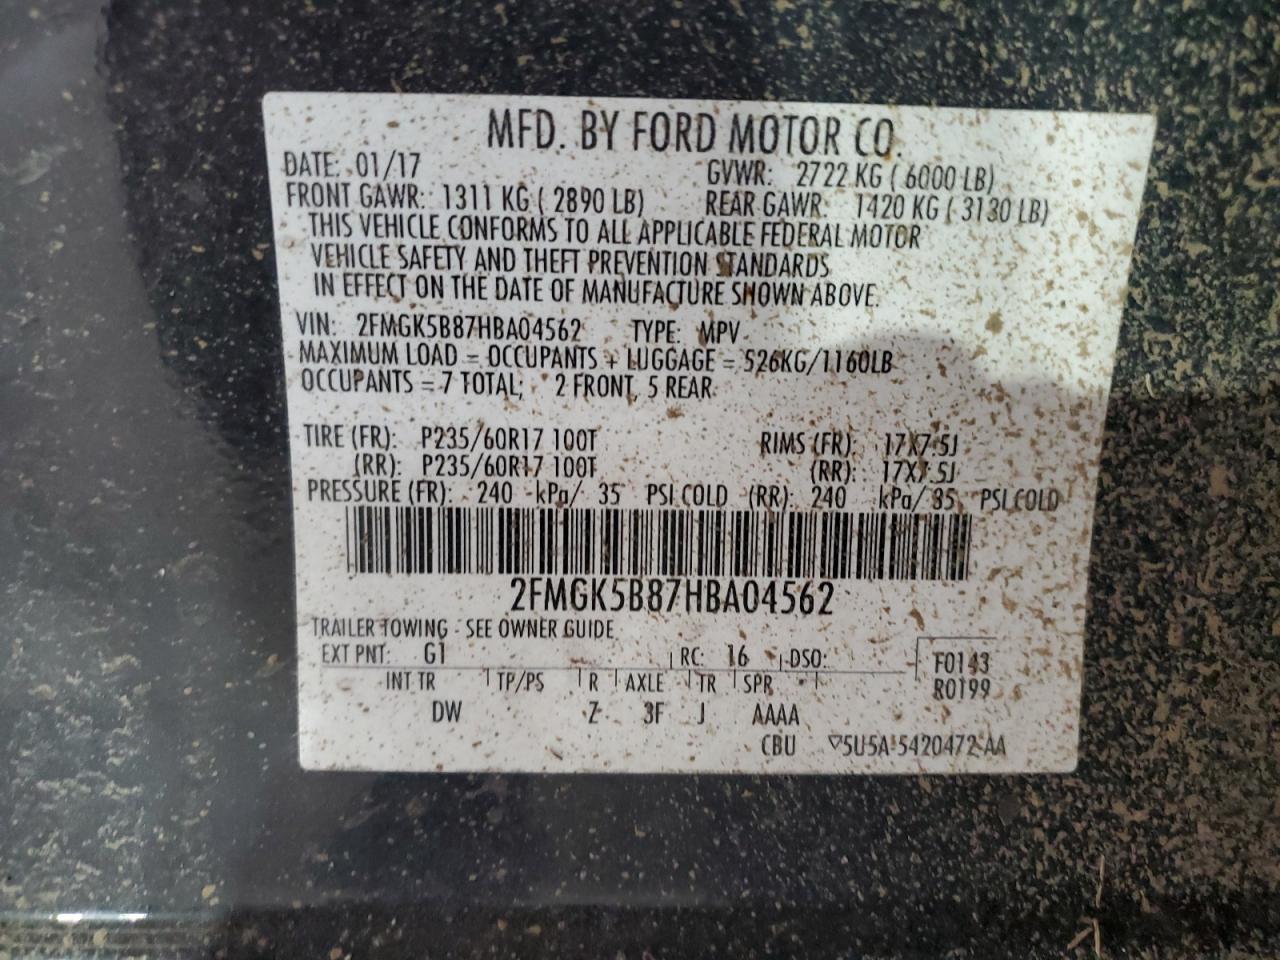 MFD. BY FORD MOTOR CO.
DATE: 01/17 GVWR: 2722 KG ( 6000 LB)
FRONT GAWR: 1311 KG ( 2890 LB) REAR GAWR: 1420 KG ( 3130 LB)
THIS VEHICLE CONFORMS TO ALL APPLICABLE FEDERAL MOTOR
VEHICLE SAFETY AND THEFT PREVENTION STANDARDS
IN EFFECT ON THE DATE OF MANUFACTURE SHOWN ABOVE.
VIN: 2FMGK5B87HBA04562 TYPE: MPV
MAXIMUM LOAD = OCCUPANTS + LUGGAGE = 526KG/1160LB
OCCUPANTS = 7 TOTAL; 2 FRONT, 5 REAR
TIRE (FR): P235/60R17 100T RIMS (FR): 17X7.5J
(RR): P235/60R17 100T (RR): 17X7.5J
PRESSURE (FR): 240 kPa/ 35 PSI COLD (RR): 240 kPa/ 35 PSI COLD
2FMGK5B87HBA04562
TRAILER TOWING - SEE OWNER GUIDE
EXT PNT: G1 RC: 16 DSO: F0143
INT TR TP/PS R AXLE TR SPR R0199
DW Z 3F J AAAA
CBU ▽5U5A-5420472-AA